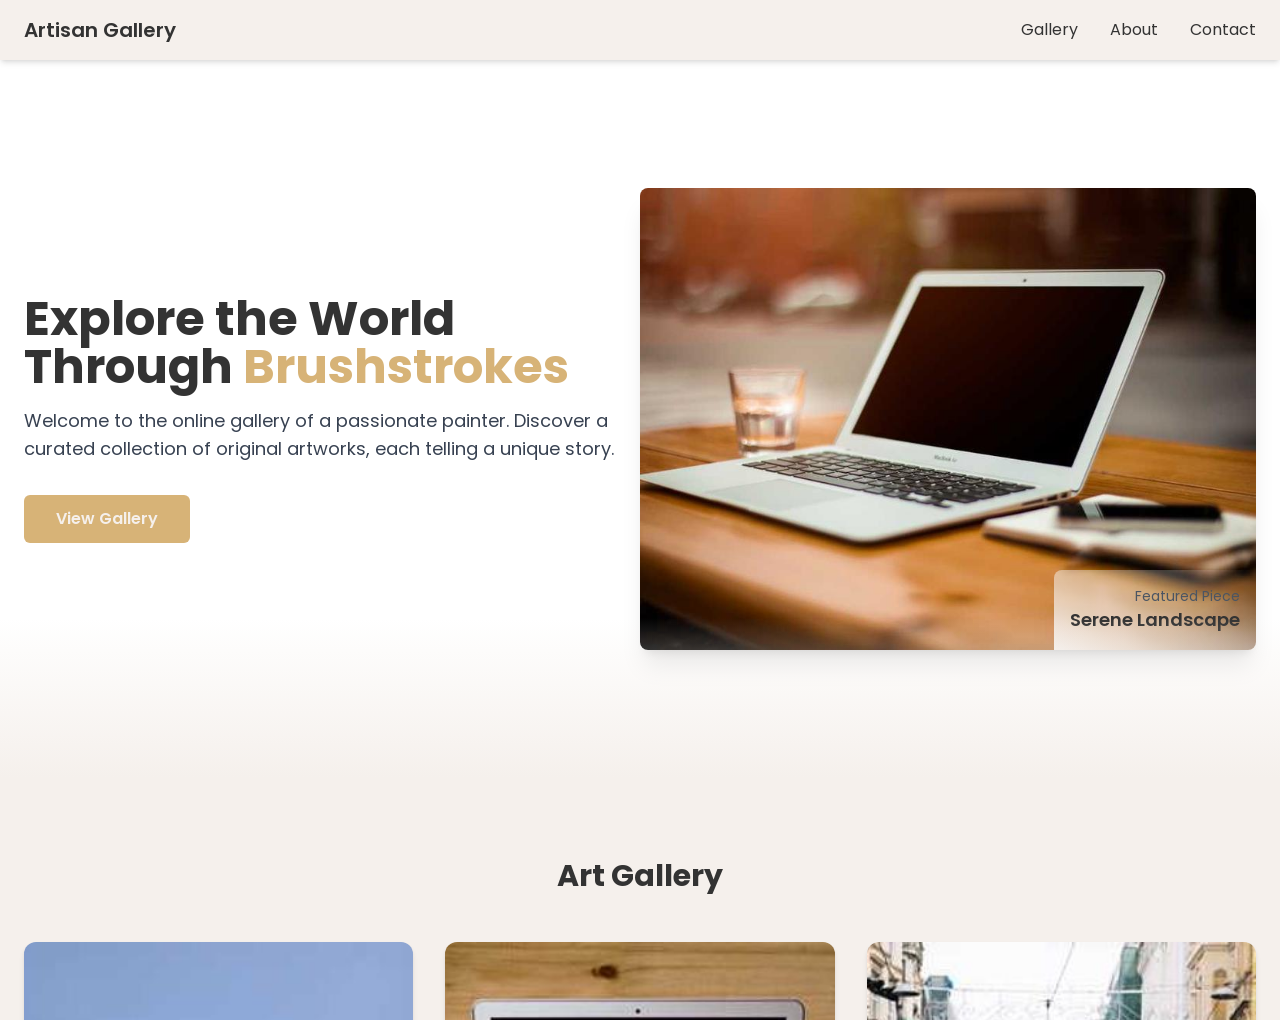 Artisan Gallery
Gallery
About
Contact
Explore the World
Through Brushstrokes
Welcome to the online gallery of a passionate painter. Discover a
curated collection of original artworks, each telling a unique story.
View Gallery
Featured Piece
Serene Landscape
Art Gallery